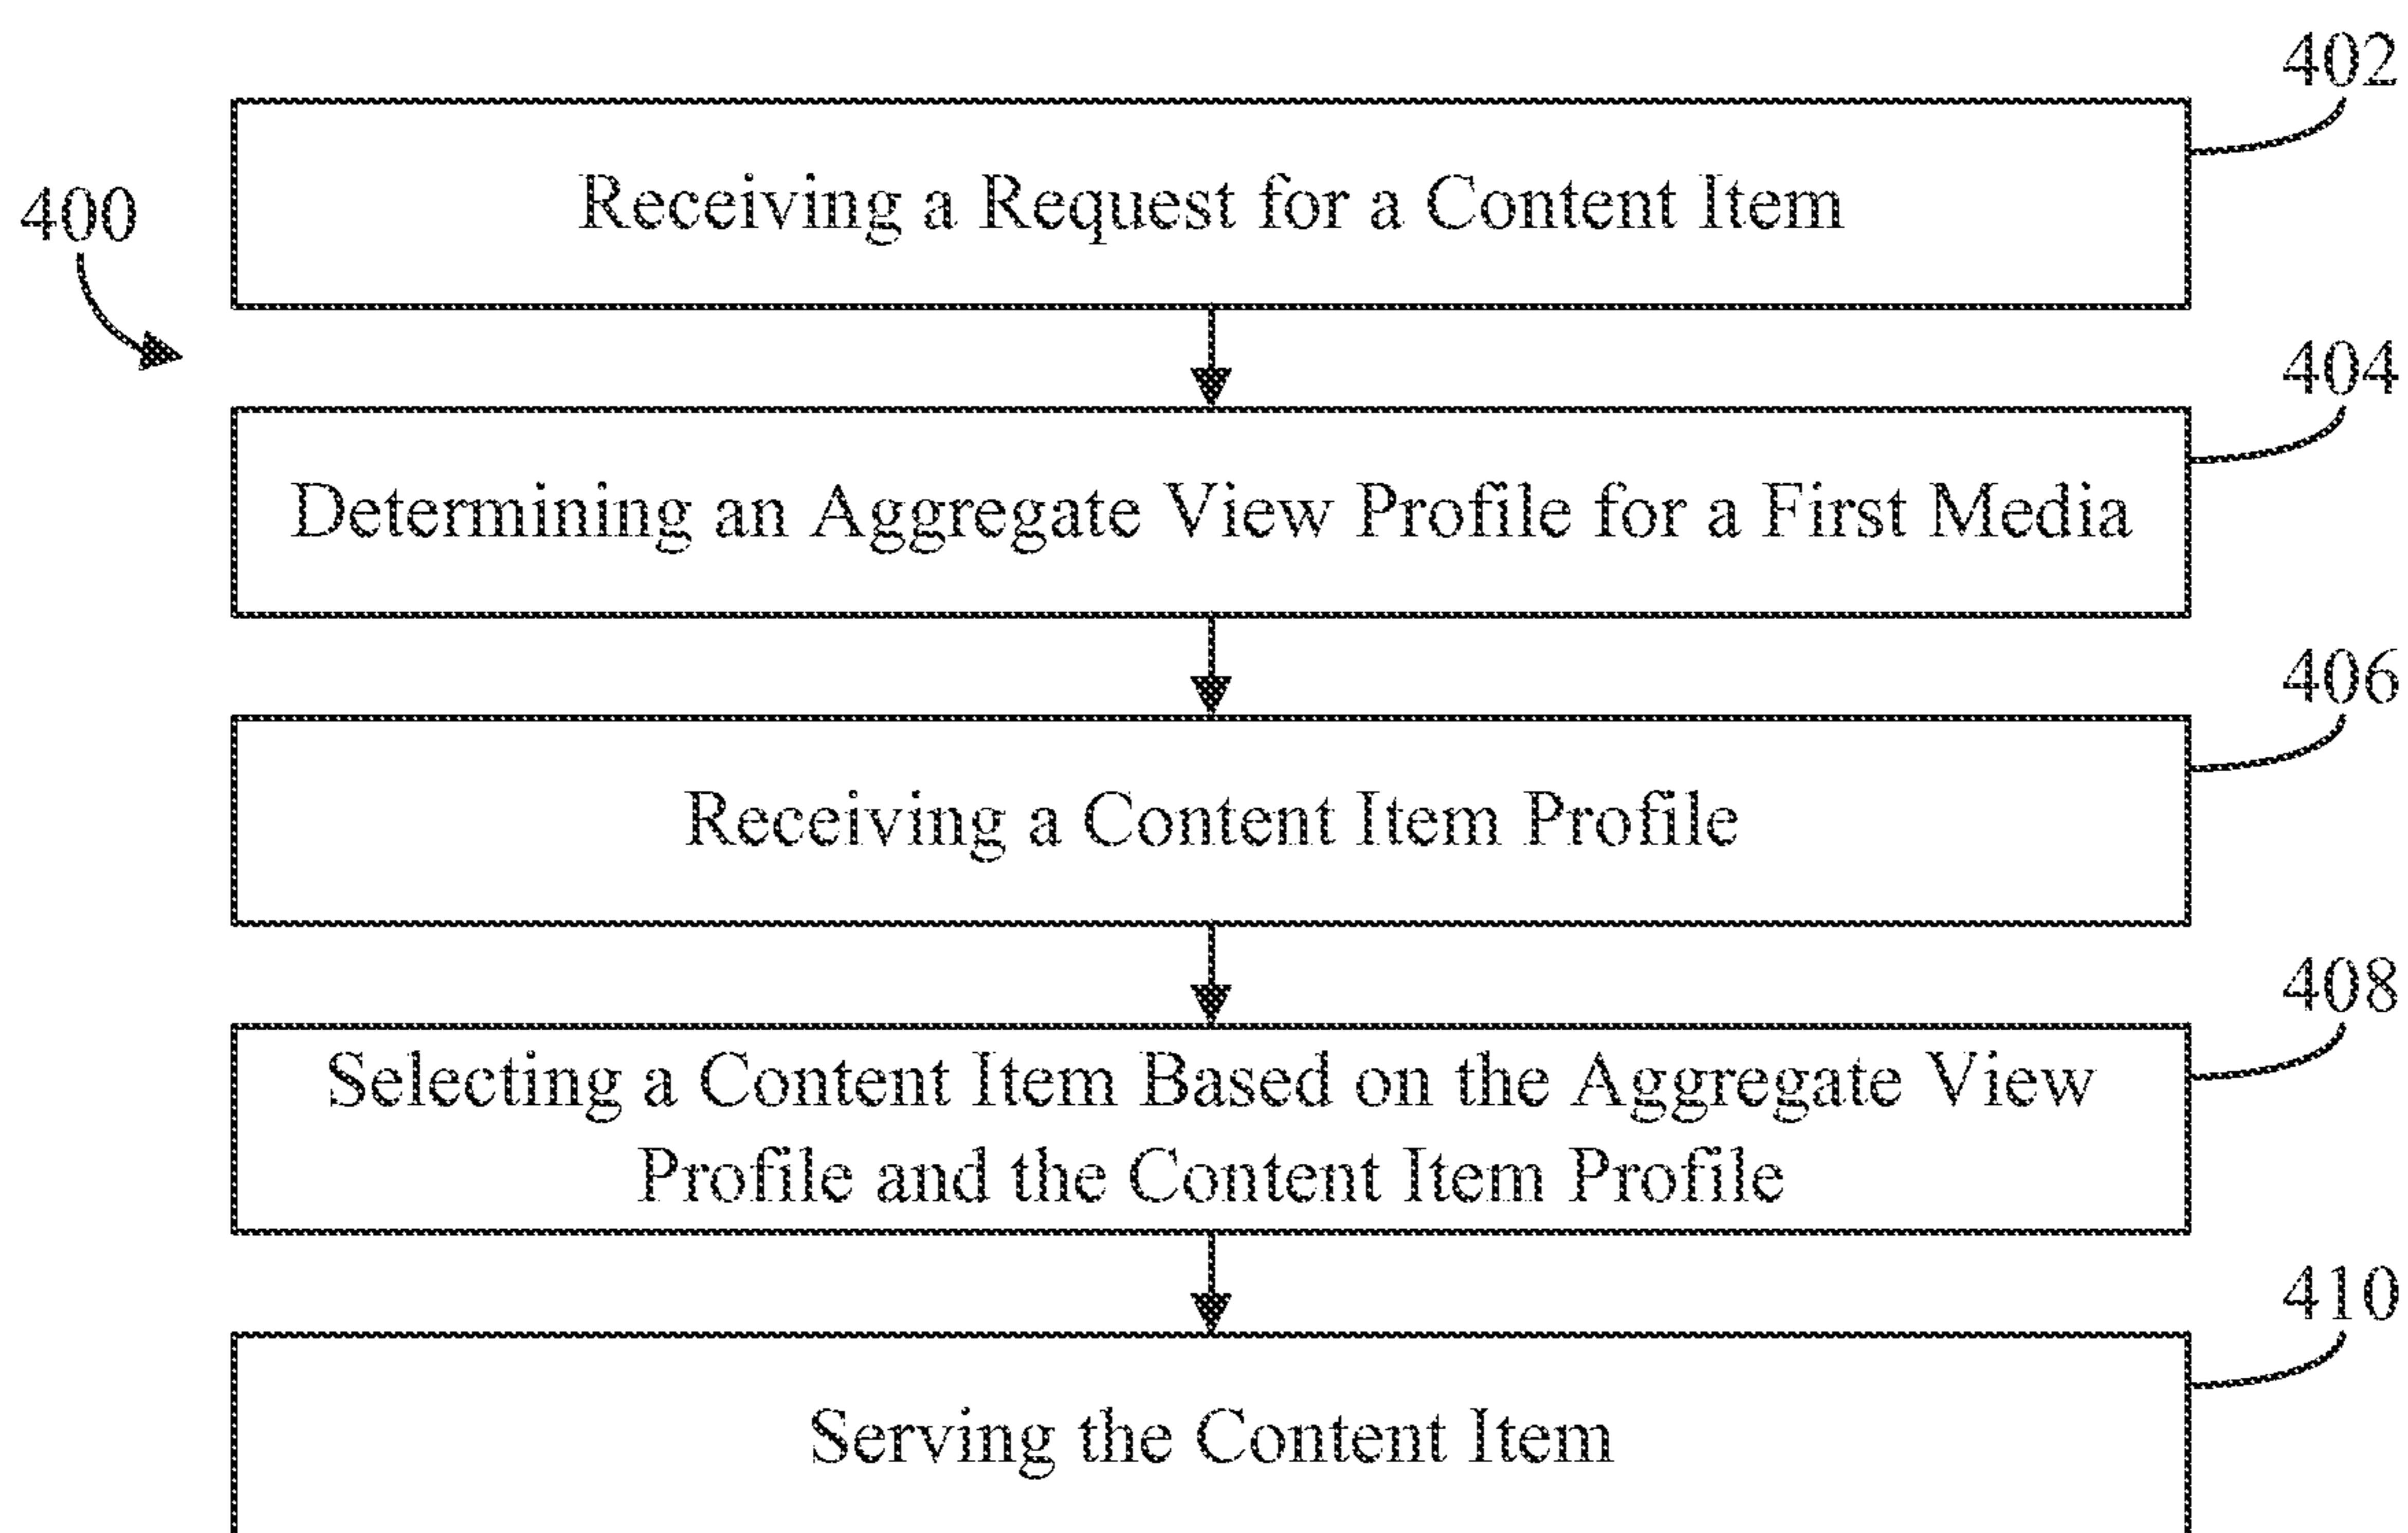 402
Receiving a Request for a Content Item
400
404
Determining an Aggregate View Profile for a First Media
406
Receiving a Content Item Profile
408
Selecting a Content Item Based on the Aggregate View
Profile and the Content Item Profile
410
Serving the Content Item